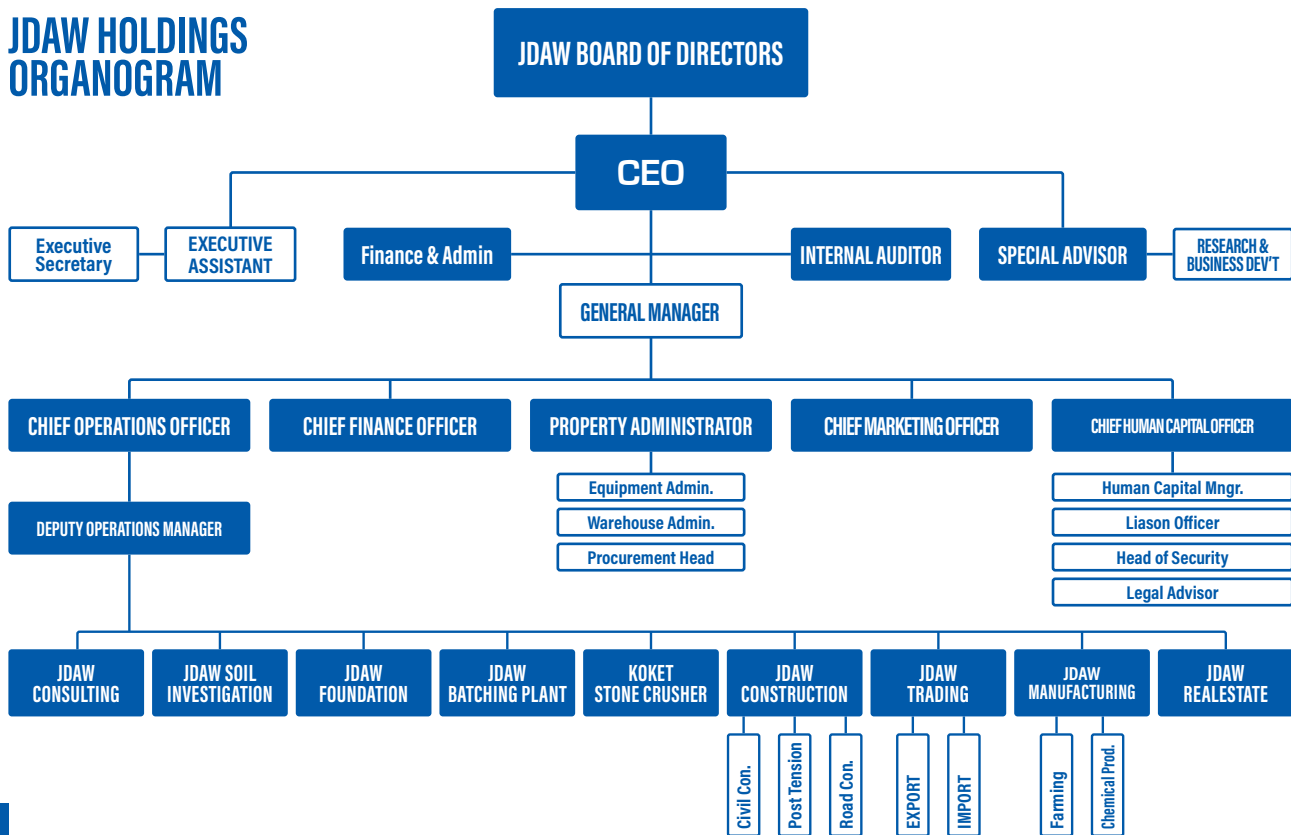 JDAW HOLDINGS
ORGANOGRAM
JDAW BOARD OF DIRECTORS
CEO
Executive
Secretary
EXECUTIVE
ASSISTANT
Finance & Admin
INTERNAL AUDITOR
SPECIAL ADVISOR
RESEARCH &
BUSINESS DEV'T
GENERAL MANAGER
CHIEF OPERATIONS OFFICER
CHIEF FINANCE OFFICER
PROPERTY ADMINISTRATOR
CHIEF MARKETING OFFICER
CHIEF HUMAN CAPITAL OFFICER
Equipment Admin.
Warehouse Admin.
Procurement Head
Human Capital Mngr.
Liason Officer
Head of Security
Legal Advisor
DEPUTY OPERATIONS MANAGER
JDAW
CONSULTING
JDAW SOIL
INVESTIGATION
JDAW
FOUNDATION
JDAW
BATCHING PLANT
KOKET
STONE CRUSHER
JDAW
CONSTRUCTION
JDAW
TRADING
JDAW
MANUFACTURING
JDAW
REALESTATE
Civil Con.
Post Tension
Road Con.
EXPORT
IMPORT
Farming
Chemical Prod.